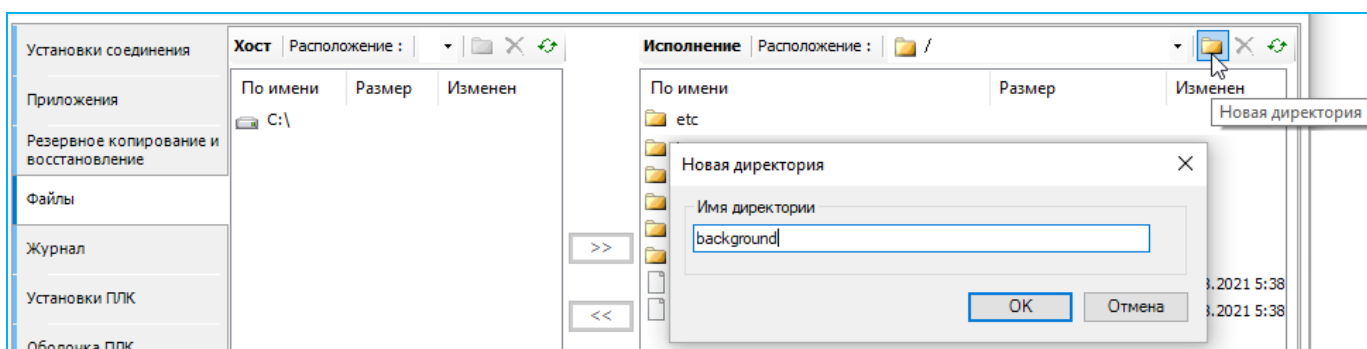 Установки соединения
Приложения
Резервное копирование и
восстановление
Файлы
Журнал
Установки ПЛК
Оболочка ПЛК
Хост Расположение :
По имени Размер Изменен
C:\
>>
<<
Исполнение Расположение : /
По имени Размер Изменен
Новая директория
etc
Новая директория
Имя директории
background
OK Отмена
.2021 5:38
.2021 5:38